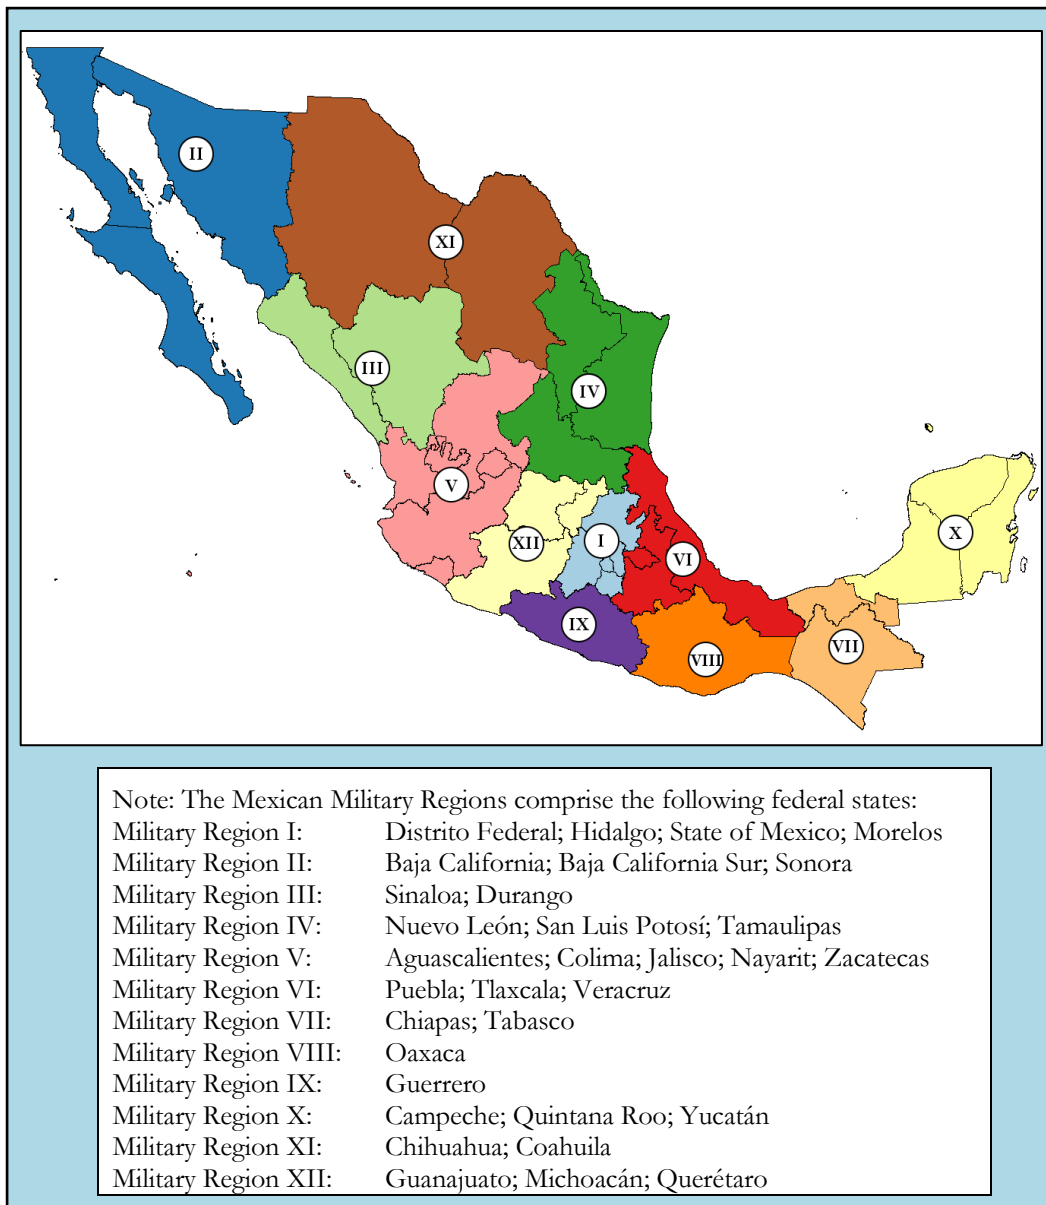 II
XI
III
IV
V
X
XII
I
VI
IX
VII
VIII
Note: The Mexican Military Regions comprise the following federal states:
Military Region I: Distrito Federal; Hidalgo; State of Mexico; Morelos
Military Region II: Baja California; Baja California Sur; Sonora
Military Region III: Sinaloa; Durango
Military Region IV: Nuevo León; San Luis Potosí; Tamaulipas
Military Region V: Aguascalientes; Colima; Jalisco; Nayarit; Zacatecas
Military Region VI: Puebla; Tlaxcala; Veracruz
Military Region VII: Chiapas; Tabasco
Military Region VIII: Oaxaca
Military Region IX: Guerrero
Military Region X: Campeche; Quintana Roo; Yucatán
Military Region XI: Chihuahua; Coahuila
Military Region XII: Guanajuato; Michoacán; Querétaro